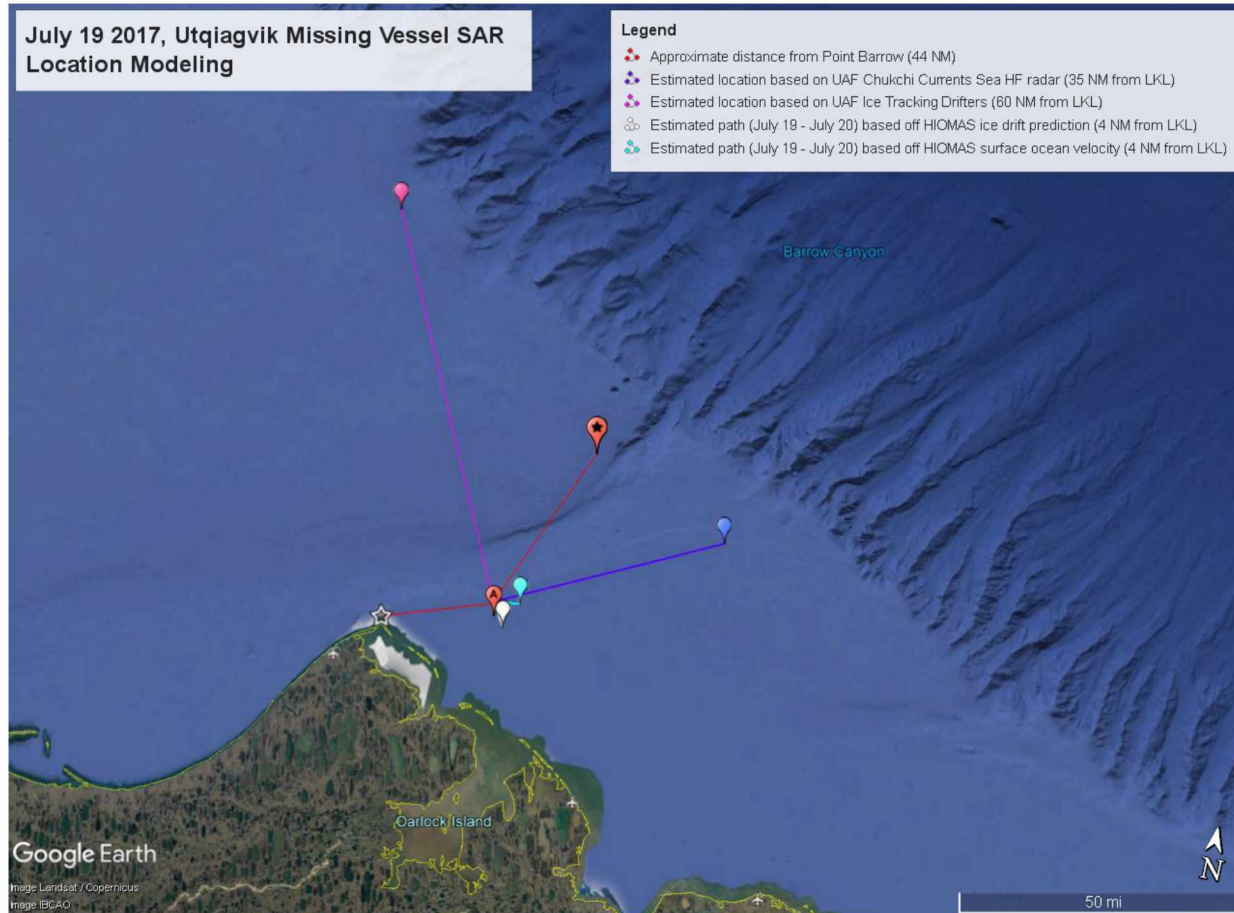 July 19 2017, Utqiagvik Missing Vessel SAR
Location Modeling
Legend
Approximate distance from Point Barrow (44 NM)
Estimated location based on UAF Chukchi Currents Sea HF radar (35 NM from LKL)
Estimated location based on UAF Ice Tracking Drifters (60 NM from LKL)
Estimated path (July 19 - July 20) based off HIOMAS ice drift prediction (4 NM from LKL)
Estimated path (July 19 - July 20) based off HIOMAS surface ocean velocity (4 NM from LKL)
Barrow Canyon
A
Oarlock Island
Google Earth
Image Landsat / Copernicus
Image IBCAO
N
50 mi